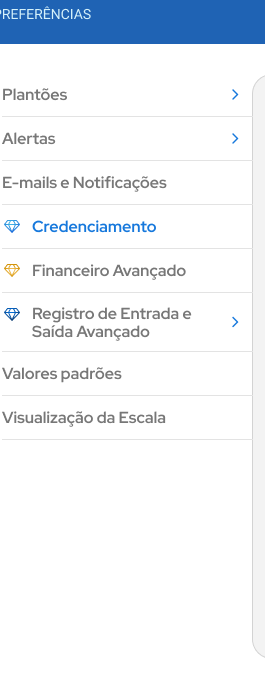 PREFERÊNCIAS
Plantões
Alertas
E-mails e Notificações
Credenciamento
Financeiro Avançado
Registro de Entrada e
Saída Avançado
Valores padrões
Visualização da Escala